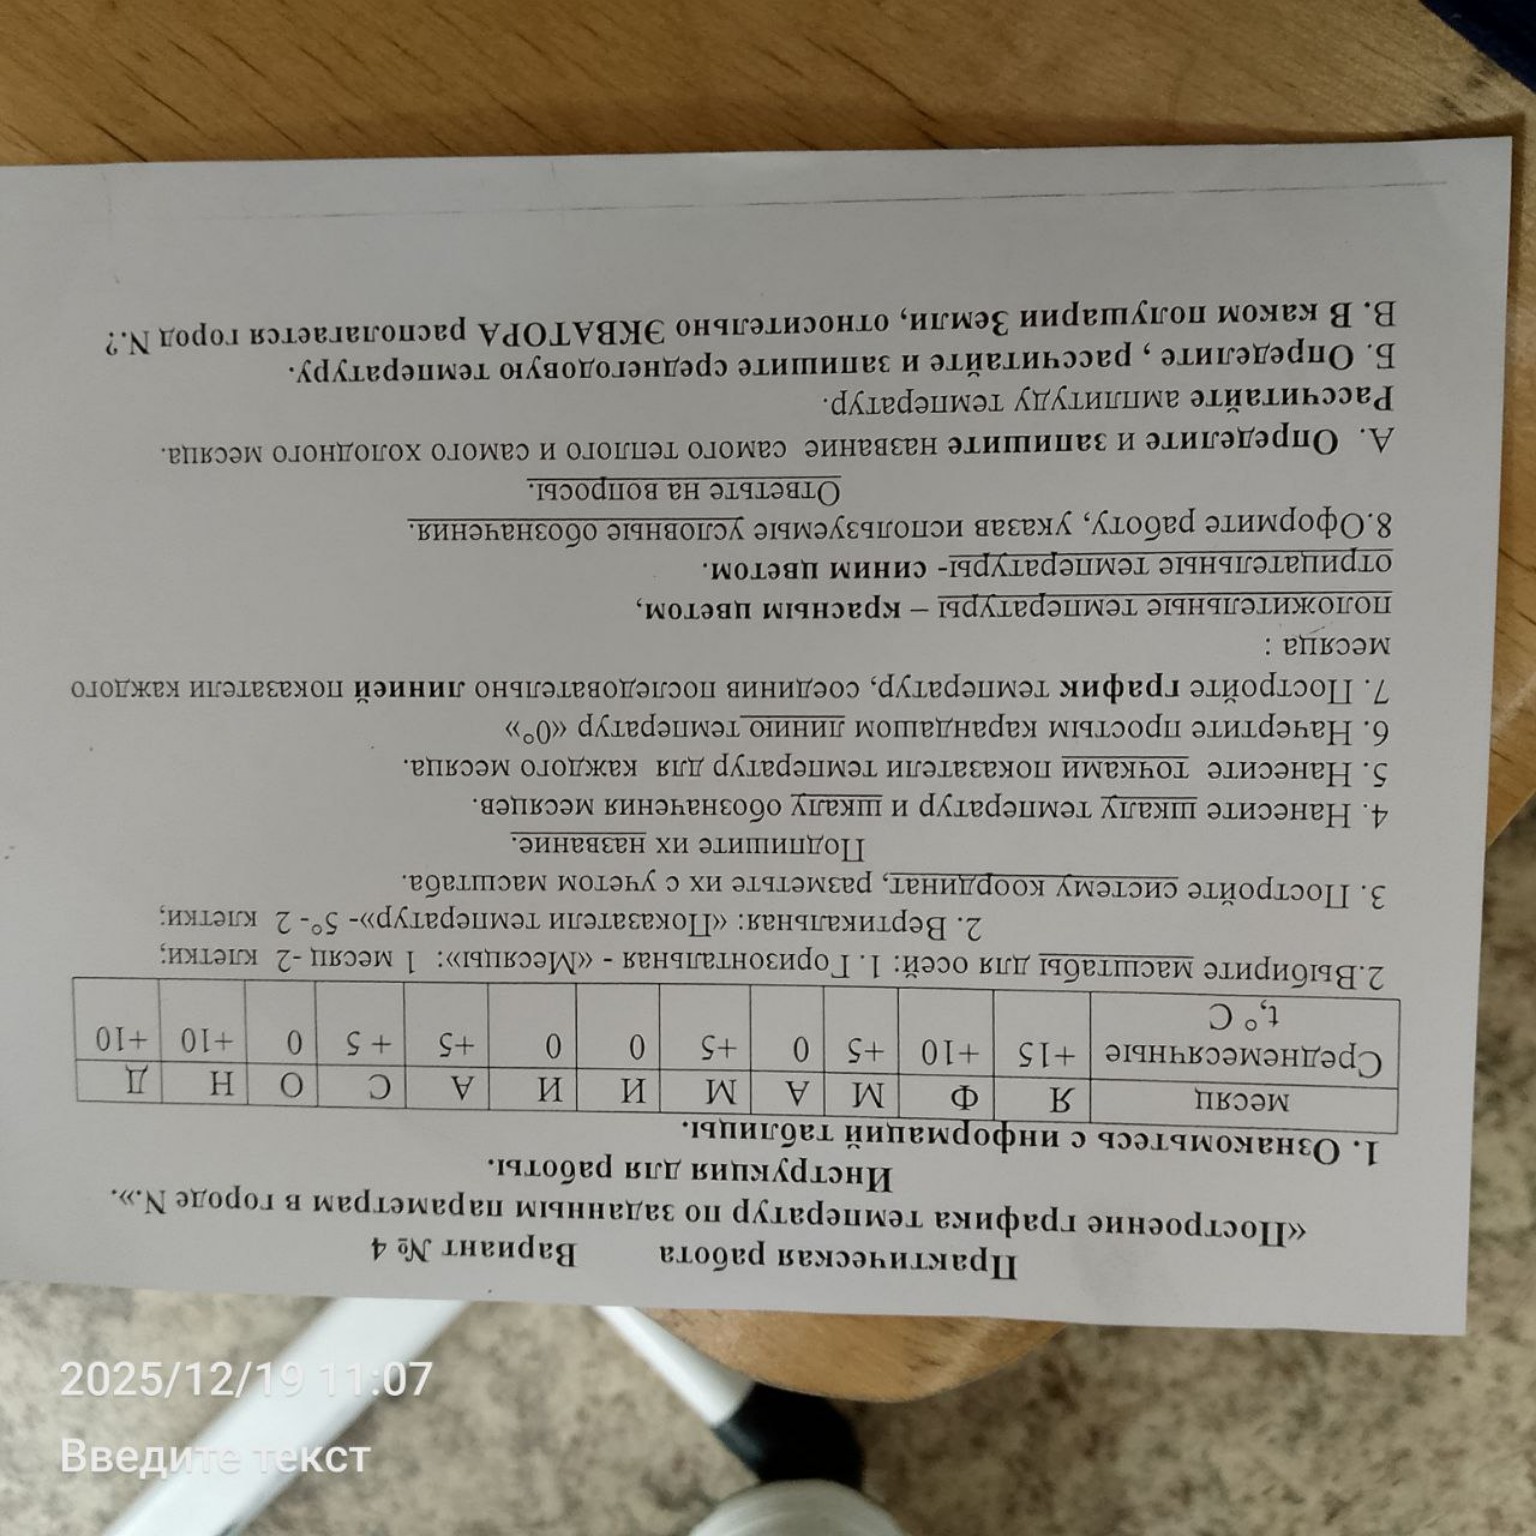 Практическая работа Вариант № 4
«Построение графика температур по заданным параметрам в городе N.».
Инструкция для работы.
1. Ознакомьтесь с информаций таблицы.
месяц Я Ф М А М И И А С О Н Д
Среднемесячные t,° C +15 +10 +5 0 +5 0 0 +5 + 5 0 +10 +10
2.Выбирите масштабы для осей: 1. Горизонтальная - «Месяцы»: 1 месяц -2 клетки;
2. Вертикальная: «Показатели температур»- 5°- 2 клетки;
3. Постройте систему координат, разметьте их с учетом масштаба.
Подпишите их название.
4. Нанесите шкалу температур и шкалу обозначения месяцев.
5. Нанесите точками показатели температур для каждого месяца.
6. Начертите простым карандашом линию температур «0°»
7. Постройте график температур, соединив последовательно линией показатели каждого
месяца :
положительные температуры – красным цветом,
отрицательные температуры- синим цветом.
8.Оформите работу, указав используемые условные обозначения.
Ответьте на вопросы.
А. Определите и запишите название самого теплого и самого холодного месяца.
Рассчитайте амплитуду температур.
Б. Определите , рассчитайте и запишите среднегодовую температуру.
В. В каком полушарии Земли, относительно ЭКВАТОРА располагается город N.?
2025/12/19 11:07
Введите текст